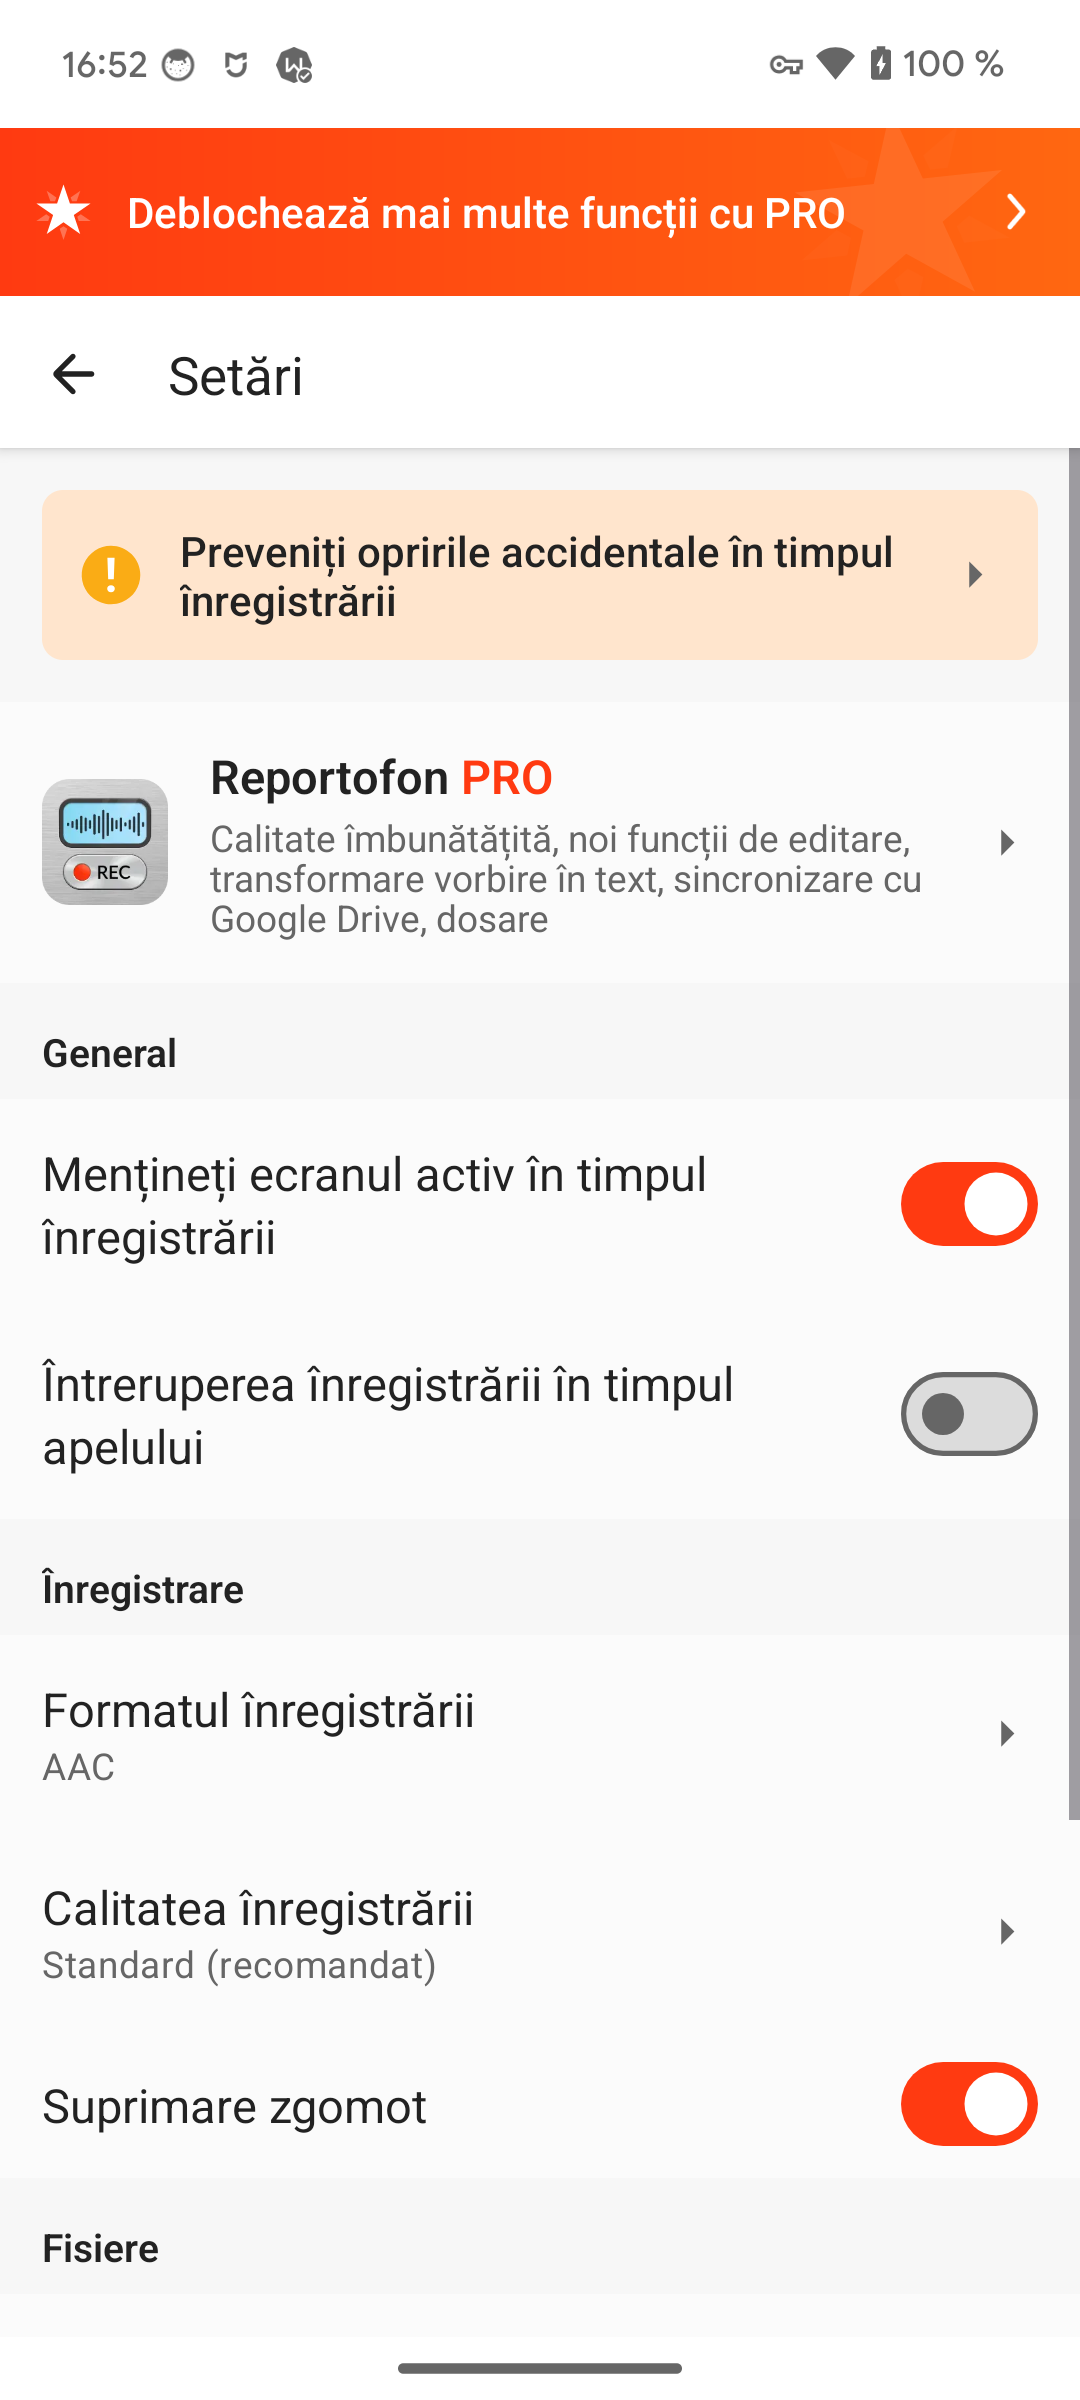 16:52
100 %
Deblochează mai multe funcții cu PRO
Setări
Preveniți opririle accidentale în timpul
înregistrării
Reportofon PRO
Calitate îmbunătățită, noi funcții de editare,
transformare vorbire în text, sincronizare cu
Google Drive, dosare
REC
General
Mențineți ecranul activ în timpul
înregistrării
Întreruperea înregistrării în timpul
apelului
Înregistrare
Formatul înregistrării
AAC
Calitatea înregistrării
Standard (recomandat)
Suprimare zgomot
Fisiere